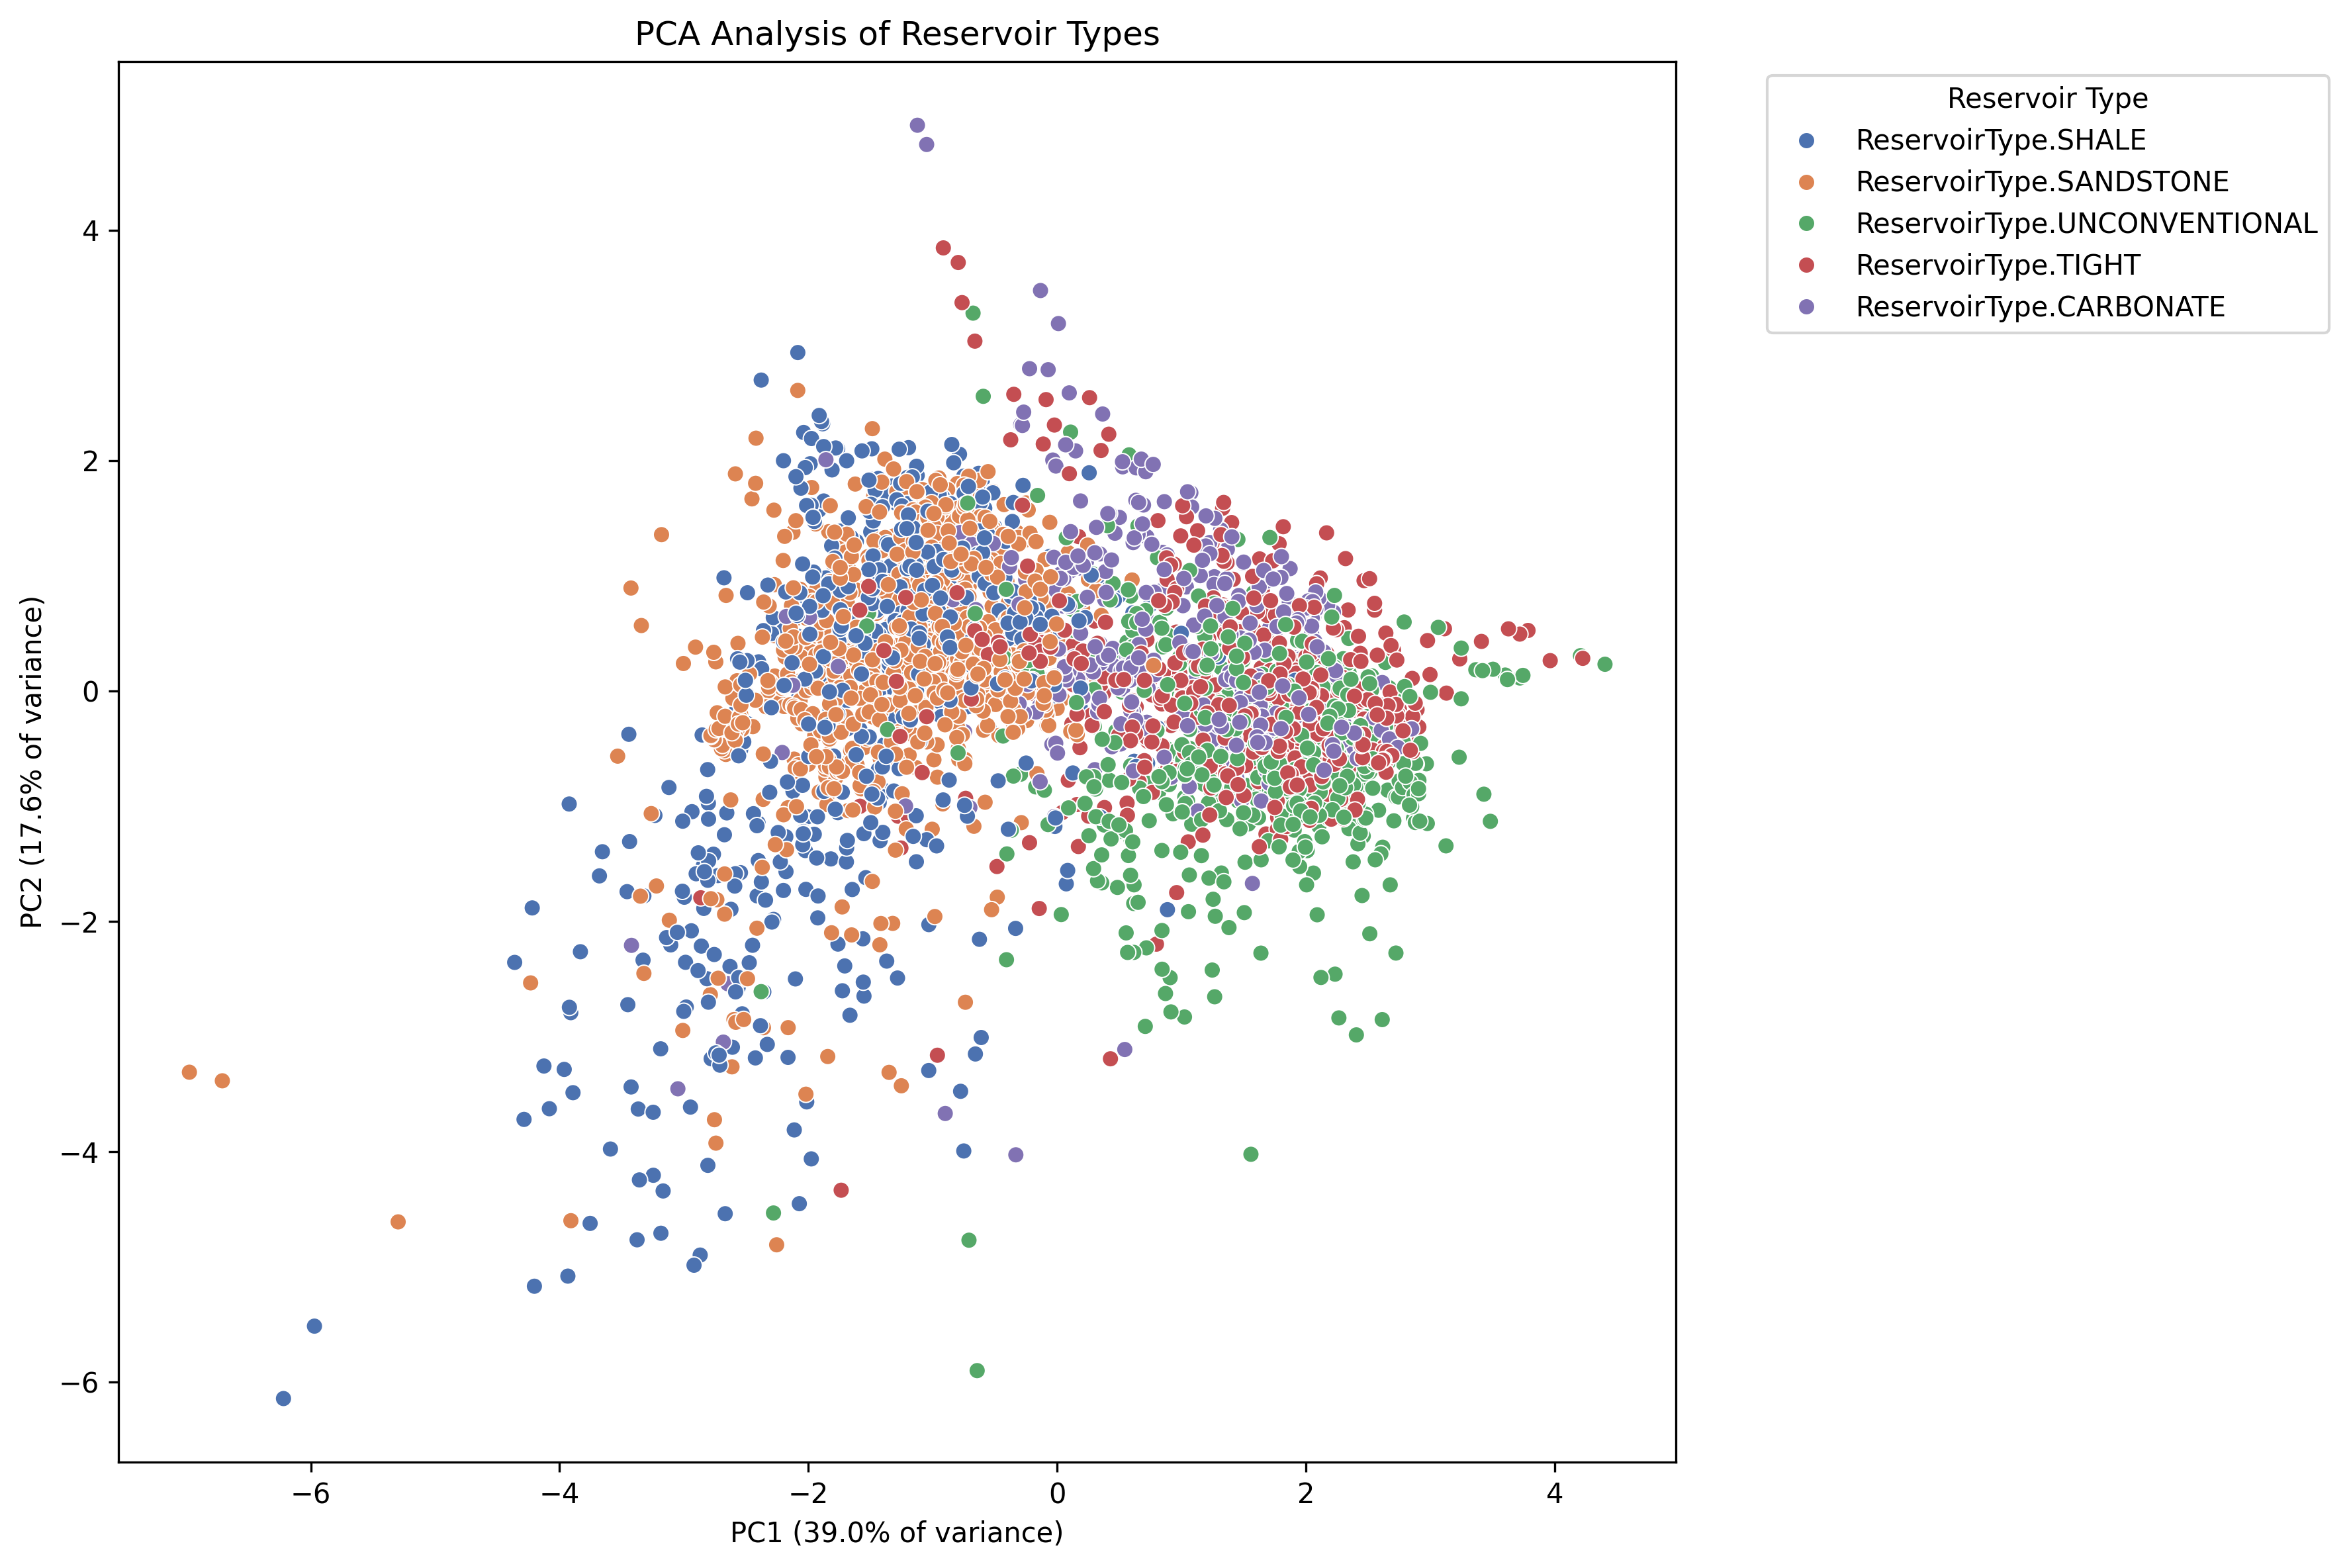 PCA Analysis of Reservoir Types
Reservoir Type
ReservoirType.SHALE
ReservoirType.SANDSTONE
ReservoirType.UNCONVENTIONAL
ReservoirType.TIGHT
ReservoirType.CARBONATE
PC2 (17.6% of variance)
4
2
0
−2
−4
−6
−6
−4
−2
0
2
4
PC1 (39.0% of variance)